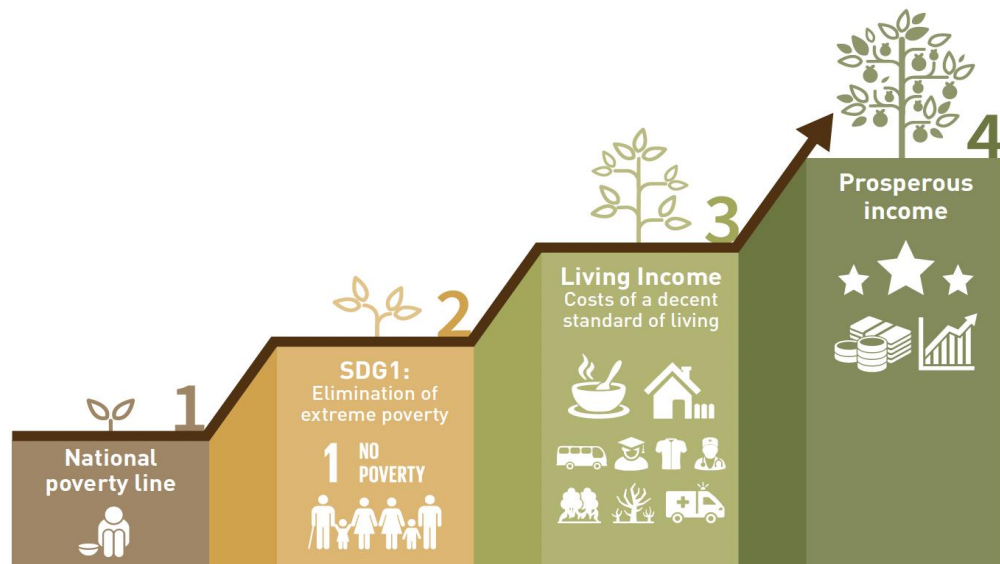 1
National
poverty line
2
SDG1:
Elimination of
extreme poverty
1 NO
POVERTY
3
Living Income
Costs of a decent
standard of living
4
Prosperous
income